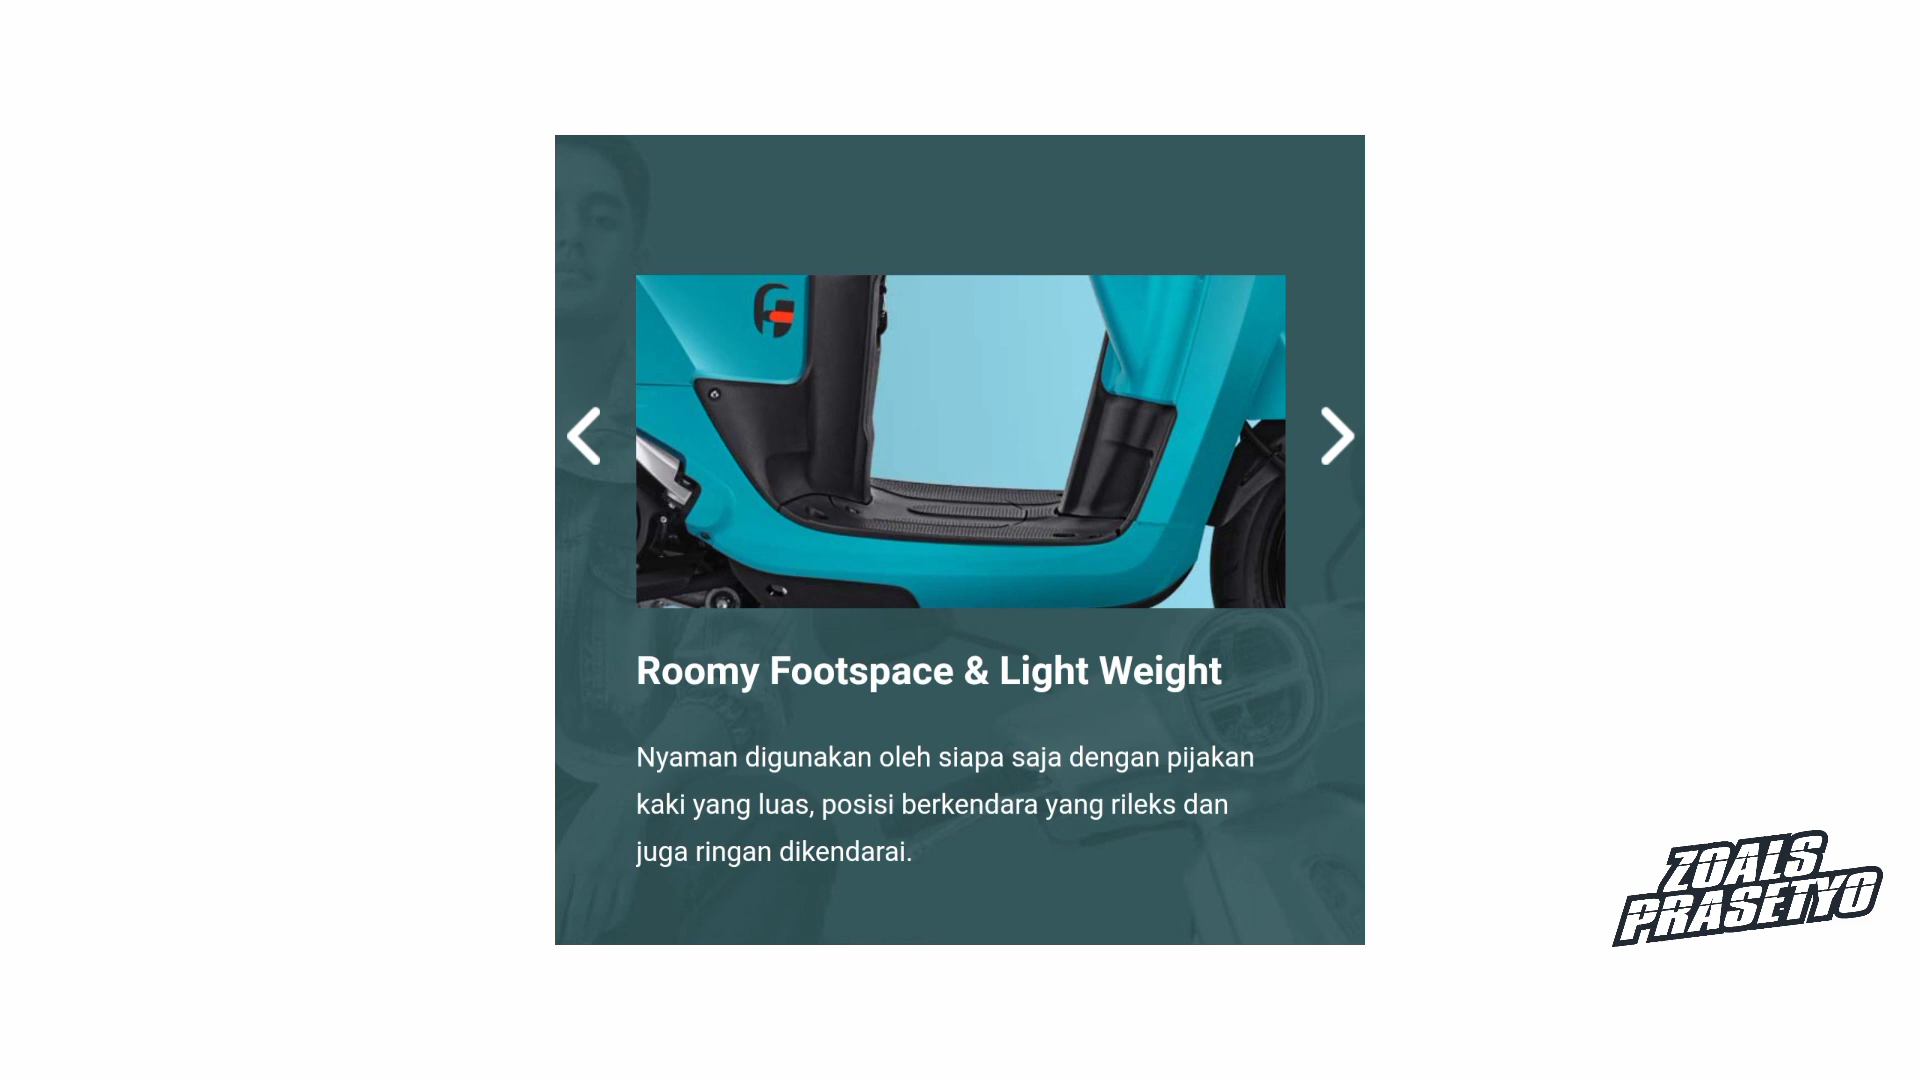 Roomy Footspace & Light Weight
Nyaman digunakan oleh siapa saja dengan pijakan
kaki yang luas, posisi berkendara yang rileks dan
juga ringan dikendarai.
ZOALS
PRASETYO